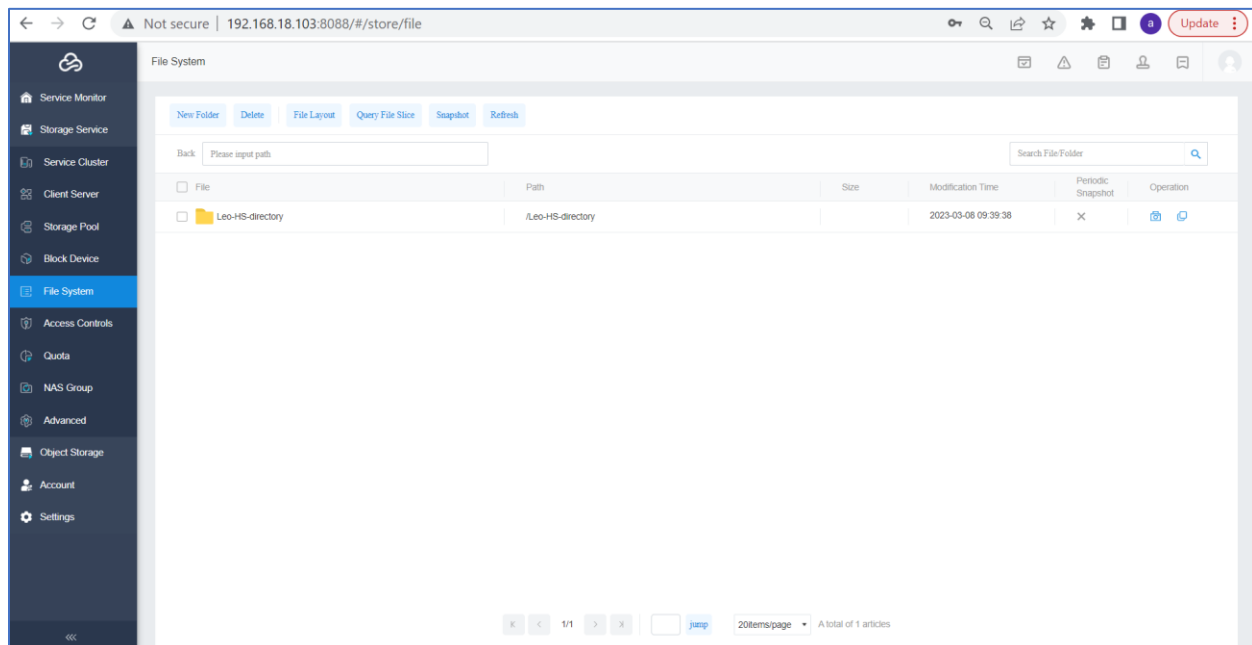 Not secure | 192.168.18.103:8088/#/store/file
a
Update
File System
Service Monitor
Storage Service
Service Cluster
Client Server
Storage Pool
Block Device
File System
Access Controls
Quota
NAS Group
Advanced
Object Storage
Account
Settings
New Folder Delete File Layout Query File Slice Snapshot Refresh
Back Please input path Search File/Folder
File Path Size Modification Time Periodic Snapshot Operation
Leo-HS-directory /Leo-HS-directory 2023-03-08 09:39:38
1/1 jump 20items/page A total of 1 articles